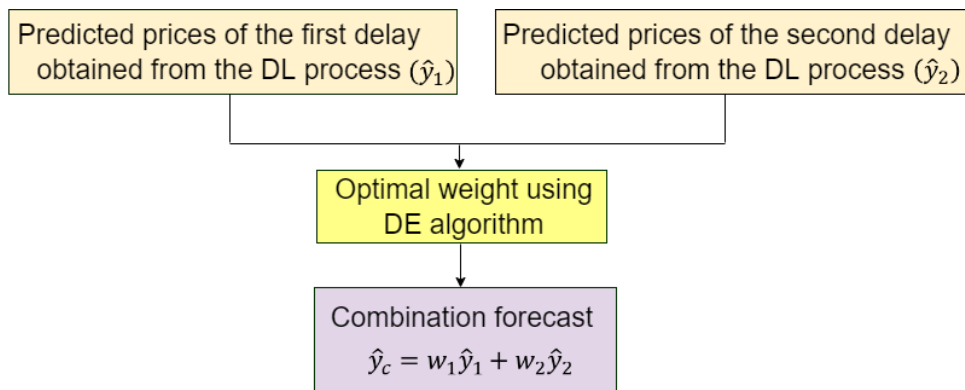 Predicted prices of the first delay
obtained from the DL process (ŷ₁)
Predicted prices of the second delay
obtained from the DL process (ŷ₂)
Optimal weight using
DE algorithm
Combination forecast
ŷ_c = w₁ŷ₁ + w₂ŷ₂